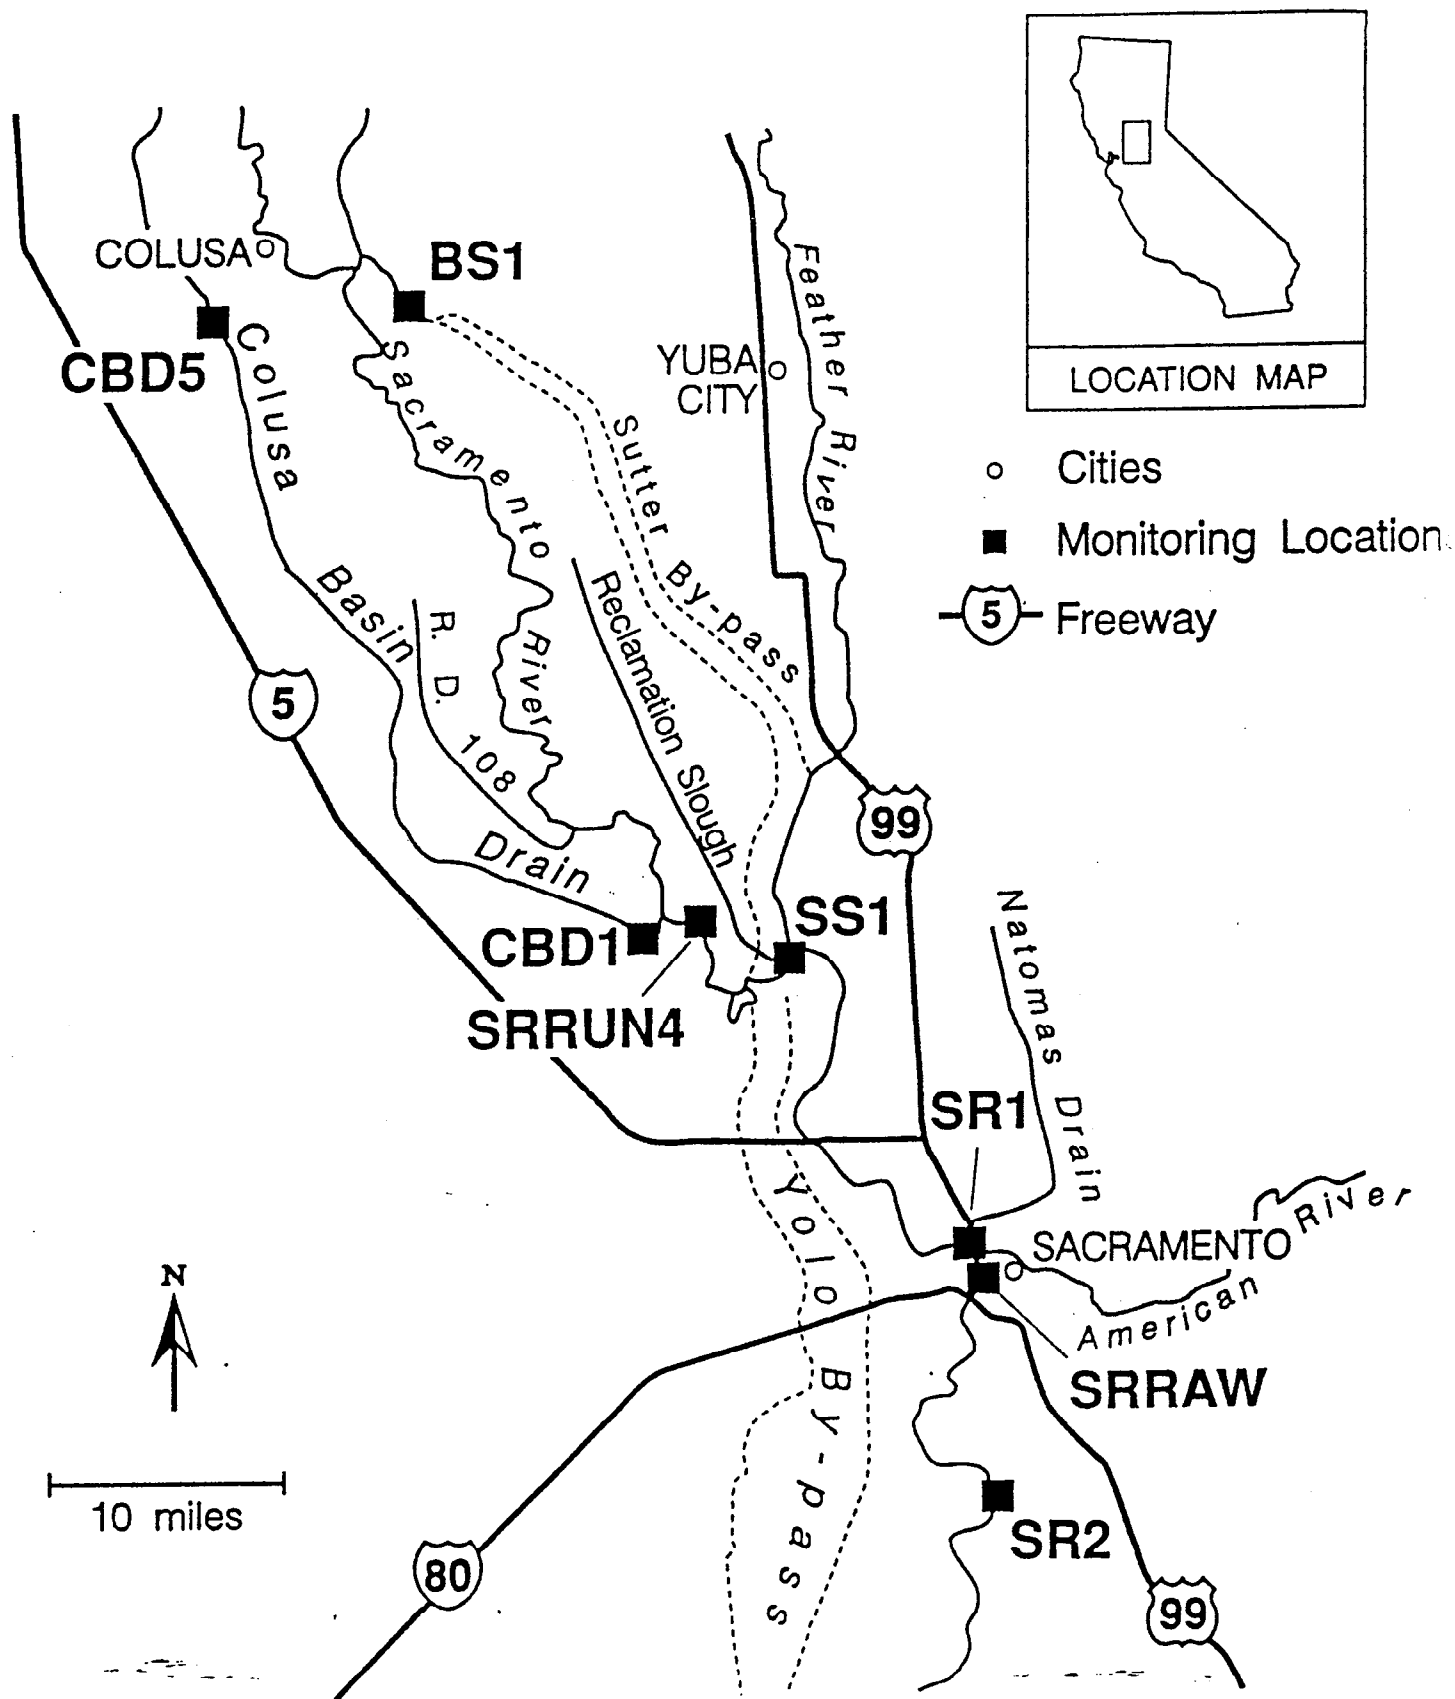 COLUSA
BS1
CBD5
Colusa
Basin
Drain
Sacramento
River
R. D. 108
Sutter By-pass
Reclamation Slough
YUBA
CITY
Feather River
LOCATION MAP
Cities
Monitoring Location
5 Freeway
5
99
CBD1
SRRUN4
SS1
Natomas Drain
SR1
SACRAMENTO
American River
SRRAW
Yolo By-pass
N
10 miles
80
SR2
99